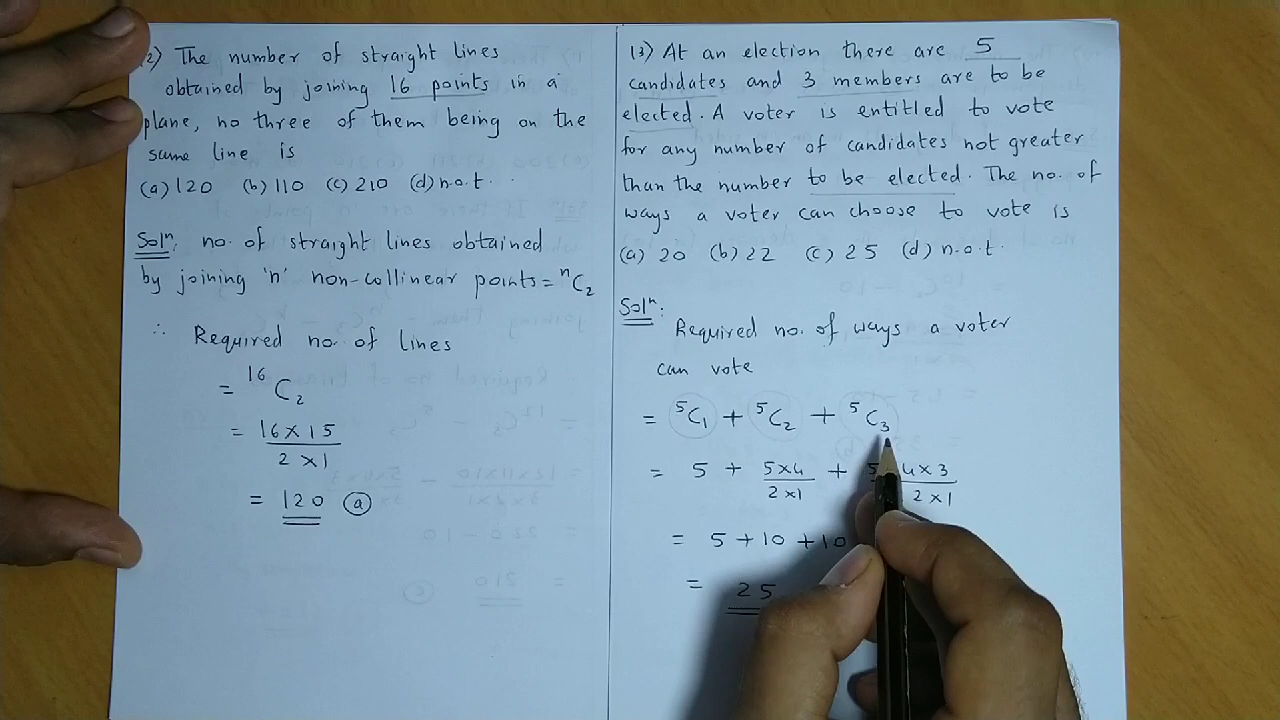 2) The number of straight lines
obtained by joining 16 points in a
plane, no three of them being on the
same line is
(a) 120 (b) 110 (c) 210 (d) n.o.t.
Solⁿ: no. of straight lines obtained
by joining 'n' non-collinear points = ⁿC₂
∴ Required no. of lines
= ¹⁶C₂
= 16 × 15
2 × 1
= 120 (a)
13) At an election there are 5
candidates and 3 members are to be
elected. A voter is entitled to vote
for any number of candidates not greater
than the number to be elected. The no. of
ways a voter can choose to vote is
(a) 20 (b) 22 (c) 25 (d) n.o.t.
Solⁿ:
Required no. of ways a voter
can vote
= ⁵C₁ + ⁵C₂ + ⁵C₃
= 5 + 5×4 + 5 4 × 3
2×1 2 ×1
= 5 + 10 + 10
= 25